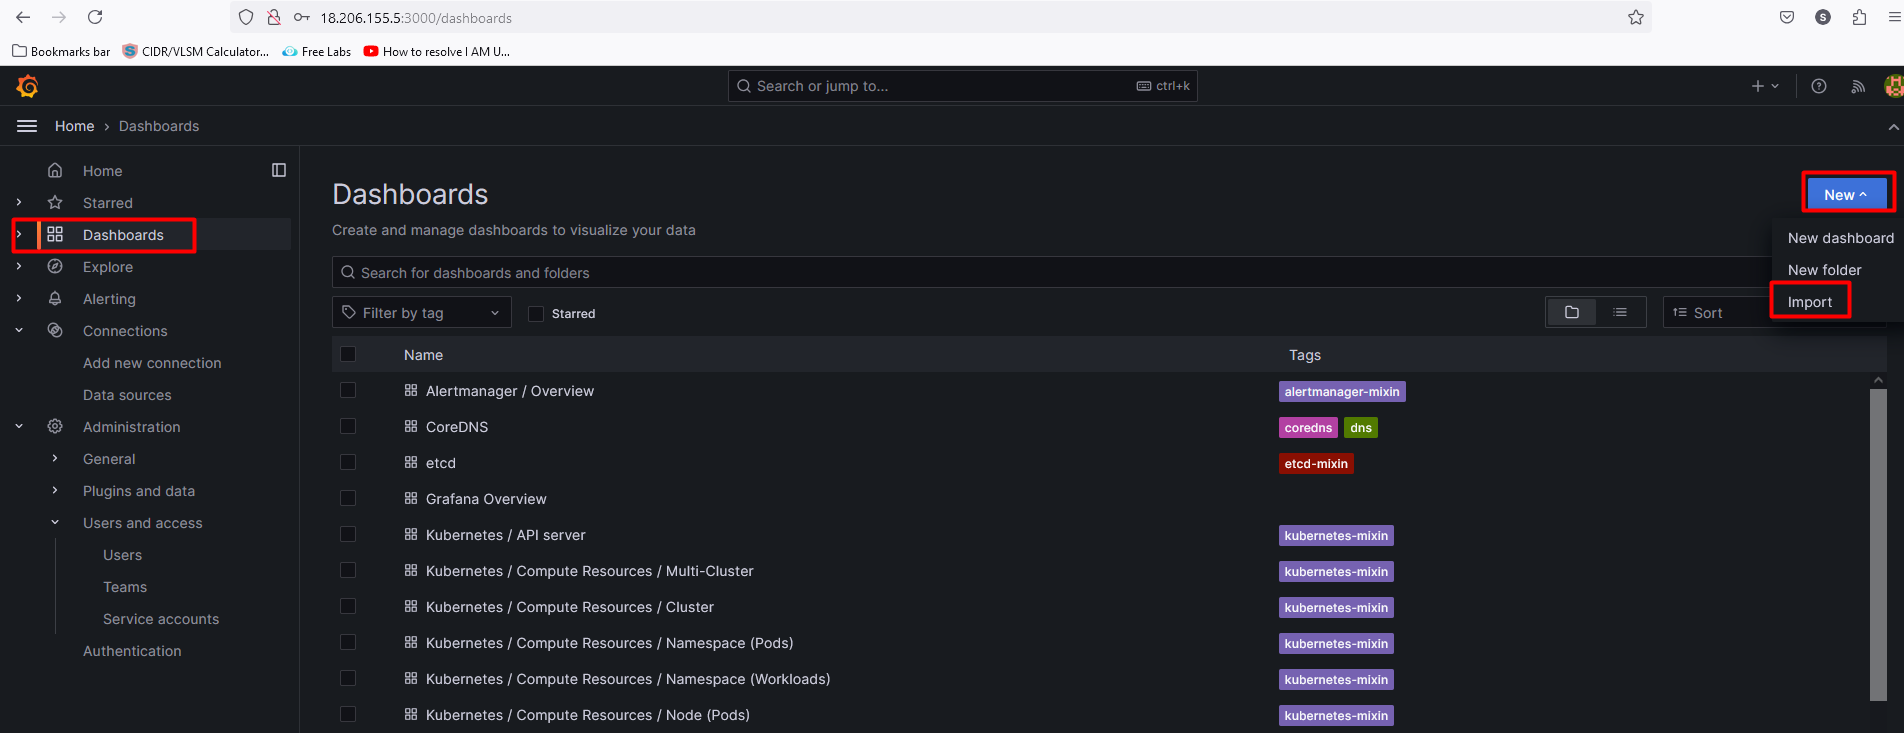 18.206.155.5:3000/dashboards
S
Bookmarks bar
CIDR/VLSM Calculator...
Free Labs
How to resolve I AM U...
Search or jump to...
ctrl+k
Home
Dashboards
Home
Starred
Dashboards
Explore
Alerting
Connections
Add new connection
Data sources
Administration
General
Plugins and data
Users and access
Users
Teams
Service accounts
Authentication
Dashboards
Create and manage dashboards to visualize your data
New
New dashboard
New folder
Import
Search for dashboards and folders
Filter by tag
Starred
Sort
Name Tags
Alertmanager / Overview alertmanager-mixin
CoreDNS coredns dns
etcd etcd-mixin
Grafana Overview
Kubernetes / API server kubernetes-mixin
Kubernetes / Compute Resources / Multi-Cluster kubernetes-mixin
Kubernetes / Compute Resources / Cluster kubernetes-mixin
Kubernetes / Compute Resources / Namespace (Pods) kubernetes-mixin
Kubernetes / Compute Resources / Namespace (Workloads) kubernetes-mixin
Kubernetes / Compute Resources / Node (Pods) kubernetes-mixin